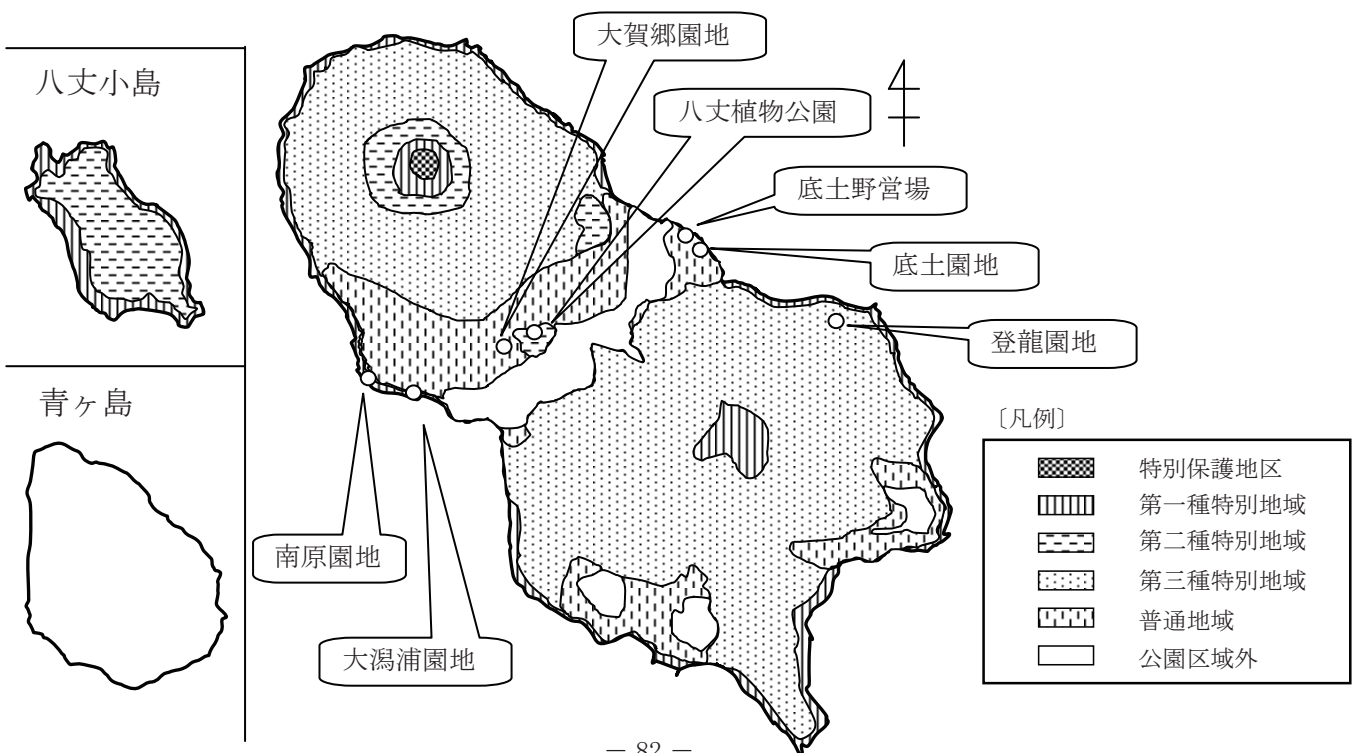 八丈小島
青ヶ島
大賀郷園地
八丈植物公園
底土野営場
底土園地
登龍園地
南原園地
大潟浦園地
〔凡例〕
特別保護地区
第一種特別地域
第二種特別地域
第三種特別地域
普通地域
公園区域外
― 82 ―